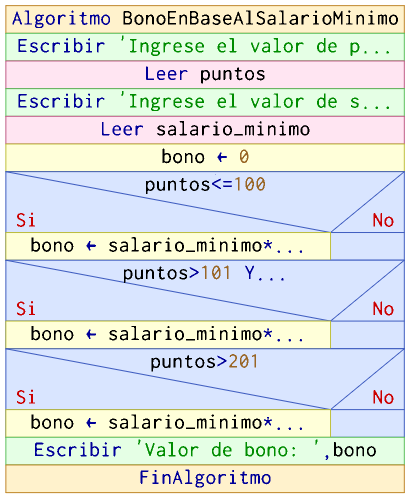 Algoritmo BonoEnBaseAlSalarioMinimo
Escribir 'Ingrese el valor de p...
Leer puntos
Escribir 'Ingrese el valor de s...
Leer salario_minimo
bono ← 0
puntos<=100
Si No
bono ← salario_minimo*...
puntos>101 Y...
Si No
bono ← salario_minimo*...
puntos>201
Si No
bono ← salario_minimo*...
Escribir 'Valor de bono: ',bono
FinAlgoritmo